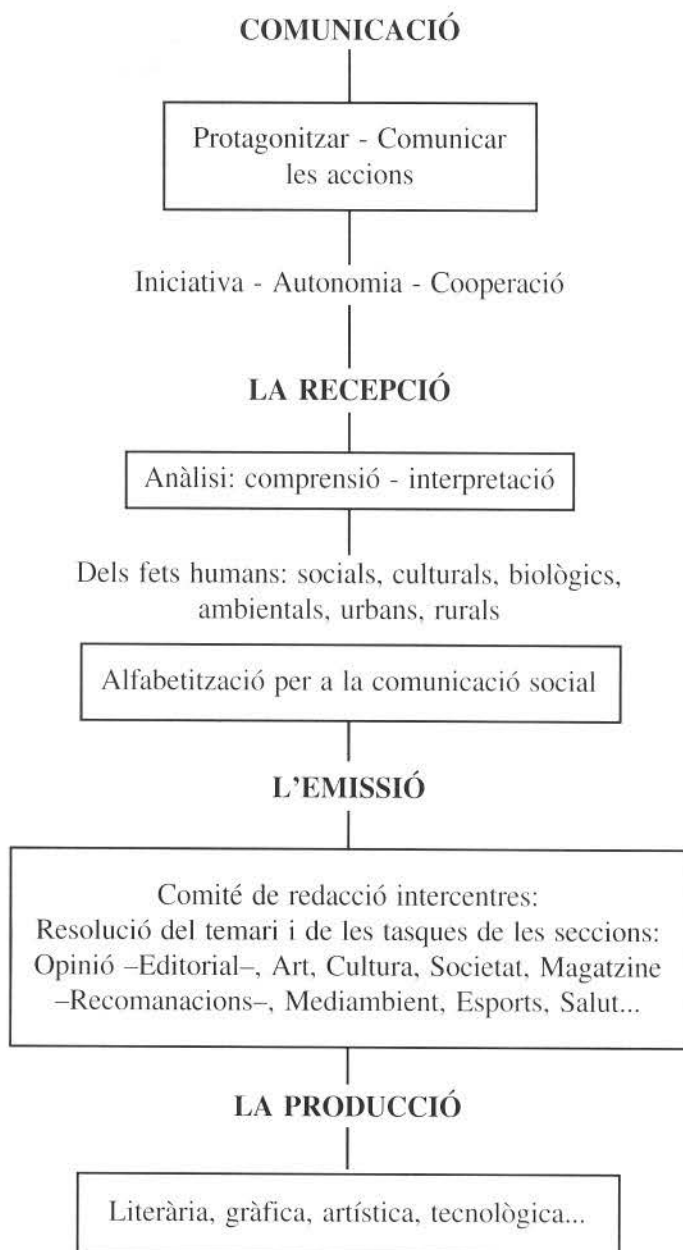 COMUNICACIÓ
Protagonitzar - Comunicar
les accions
Iniciativa - Autonomia - Cooperació
LA RECEPCIÓ
Anàlisi: comprensió - interpretació
Dels fets humans: socials, culturals, biològics,
ambientals, urbans, rurals
Alfabetització per a la comunicació social
L'EMISSIÓ
Comité de redacció intercentres:
Resolució del temari i de les tasques de les seccions:
Opinió –Editorial–, Art, Cultura, Societat, Magatzine
–Recomanacions–, Mediambient, Esports, Salut...
LA PRODUCCIÓ
Literària, gràfica, artística, tecnològica...